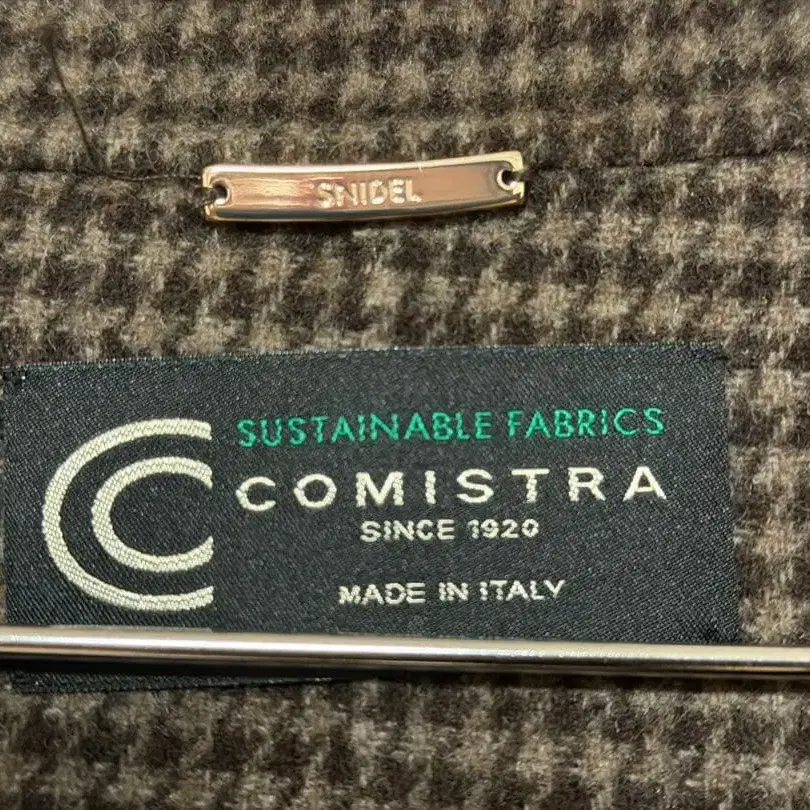 SNIDEL
SUSTAINABLE FABRICS
COMISTRA
SINCE 1920
MADE IN ITALY